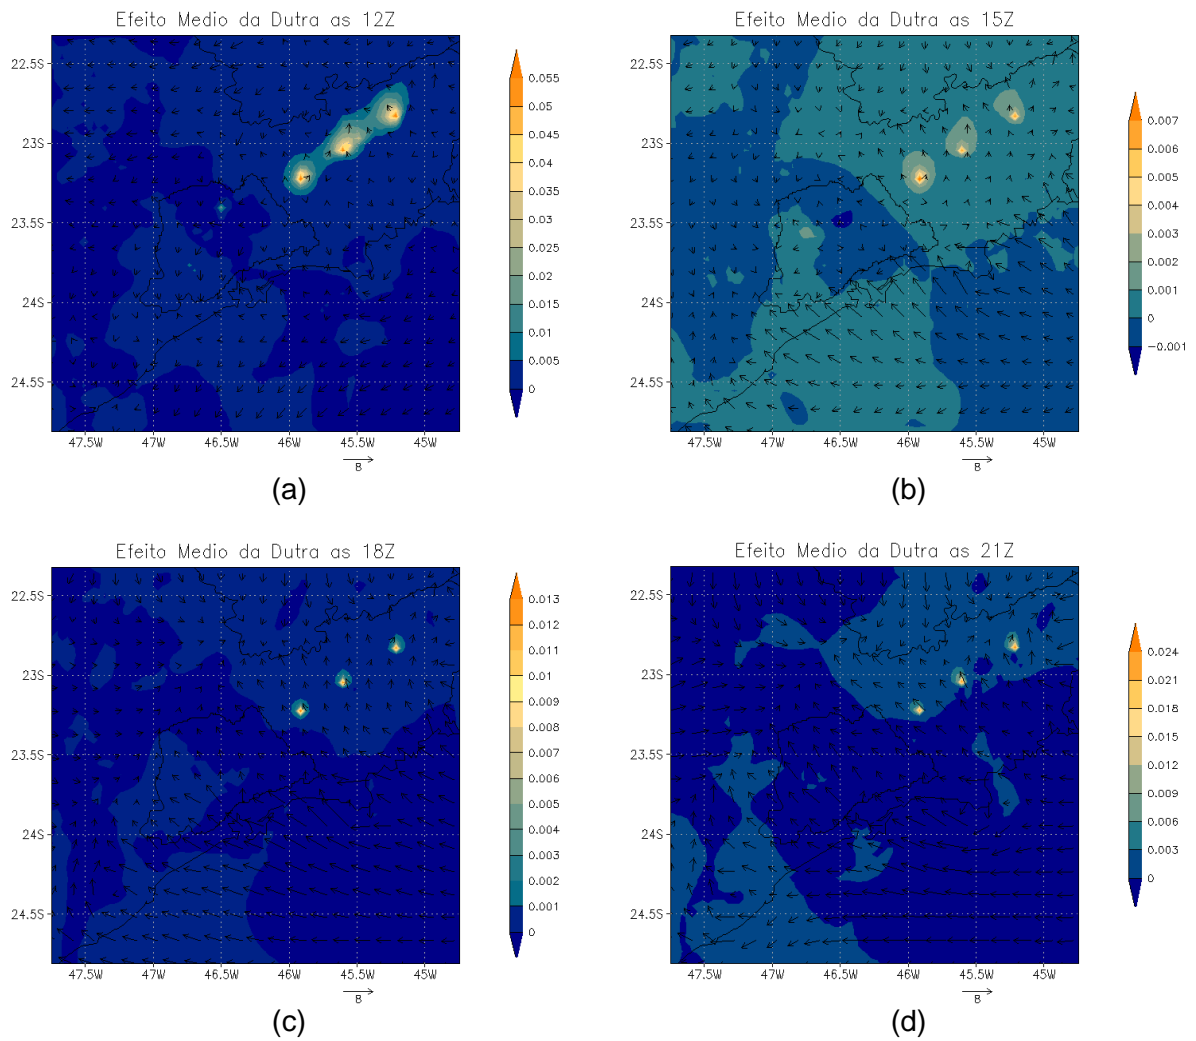 Efeito Medio da Dutra as 12Z
22.5S
23S
23.5S
24S
24.5S
47.5W 47W 46.5W 46W 45.5W 45W
8
0.055
0.05
0.045
0.04
0.035
0.03
0.025
0.02
0.015
0.01
0.005
0
(a)
Efeito Medio da Dutra as 15Z
22.5S
23S
23.5S
24S
24.5S
47.5W 47W 46.5W 46W 45.5W 45W
8
0.007
0.006
0.005
0.004
0.003
0.002
0.001
0
−0.001
(b)
Efeito Medio da Dutra as 18Z
22.5S
23S
23.5S
24S
24.5S
47.5W 47W 46.5W 46W 45.5W 45W
8
0.013
0.012
0.011
0.01
0.009
0.008
0.007
0.006
0.005
0.004
0.003
0.002
0.001
0
(c)
Efeito Medio da Dutra as 21Z
22.5S
23S
23.5S
24S
24.5S
47.5W 47W 46.5W 46W 45.5W 45W
8
0.024
0.021
0.018
0.015
0.012
0.009
0.006
0.003
0
(d)